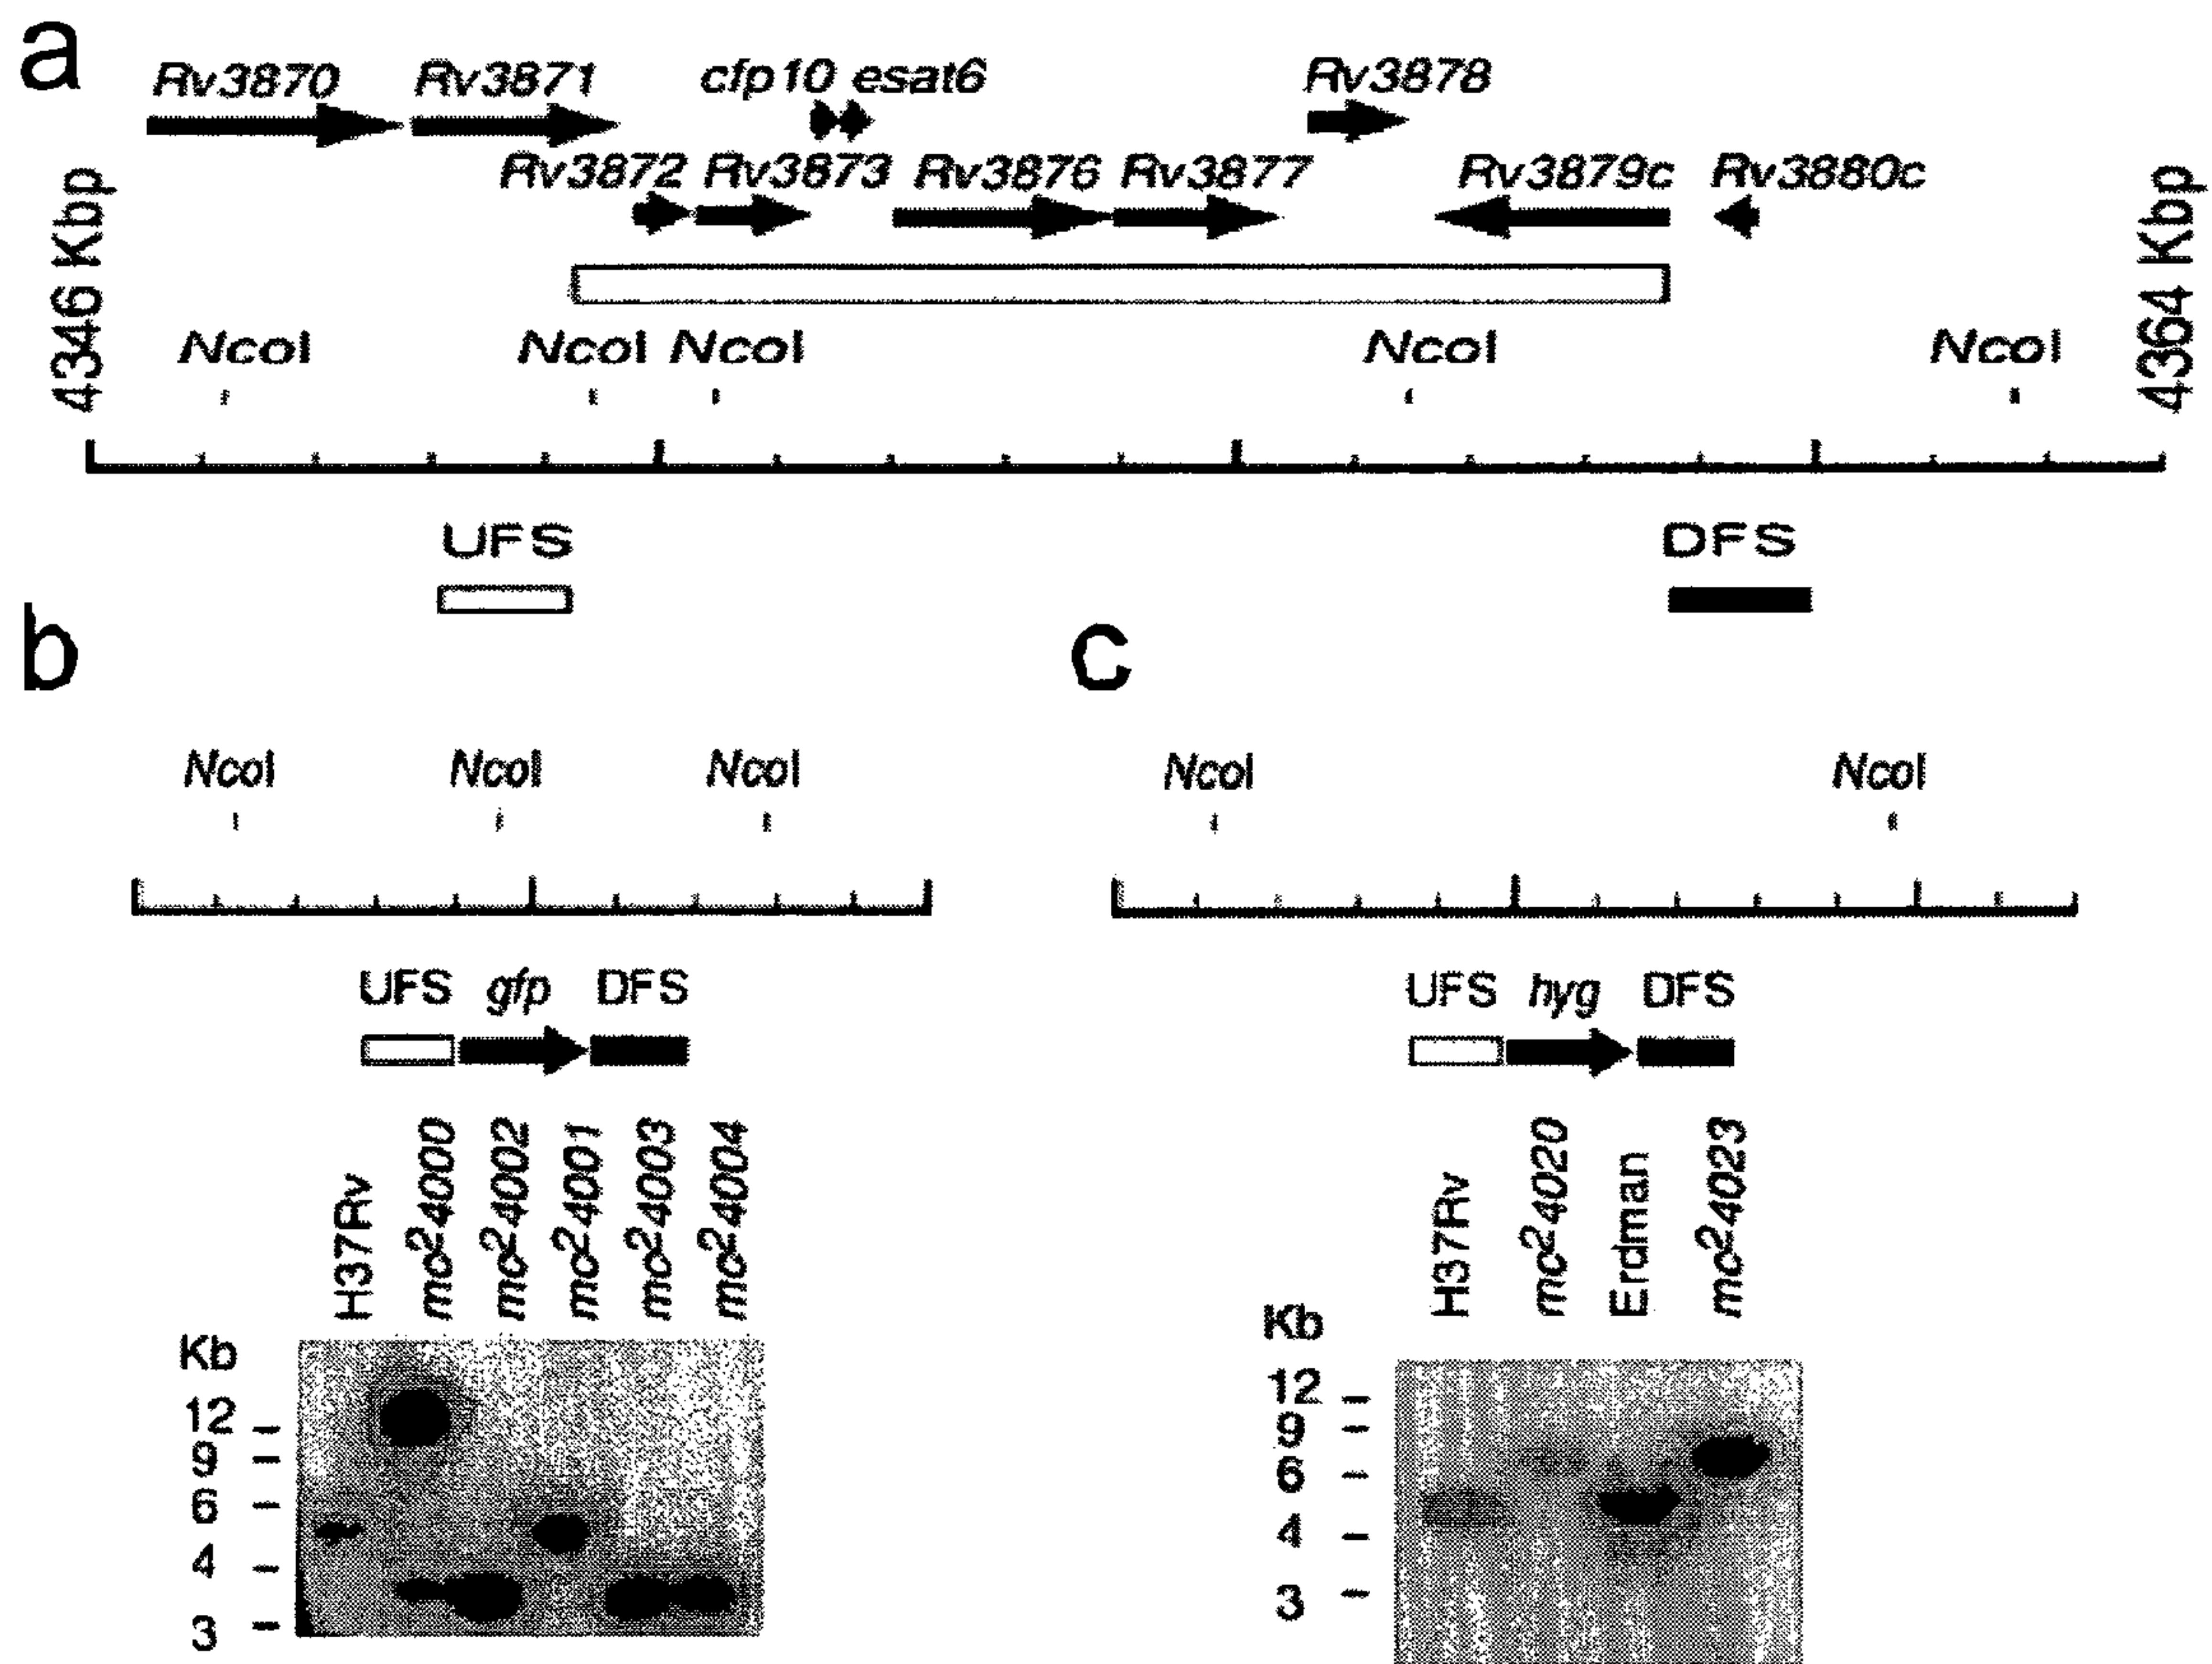 a
Rv3870 Rv3871 cfp10 esat6 Rv3878
Rv3872 Rv3873 Rv3876 Rv3877 Rv3879c Rv3880c
4346 Kbp
4364 Kbp
NcoI NcoI NcoI NcoI NcoI
UFS DFS
b
NcoI NcoI NcoI
UFS gfp DFS
H37Rv
mc24000
mc24002
mc24001
mc24003
mc24004
Kb
12
9
6
4
3
c
NcoI NcoI
UFS hyg DFS
H37Rv
mc24020
Erdman
mc24023
Kb
12
9
6
4
3